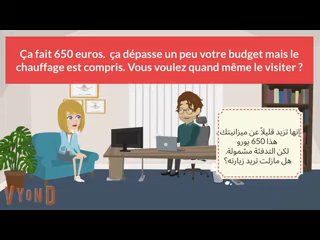 Ça fait 650 euros. ça dépasse un peu votre budget mais le
chauffage est compris. Vous voulez quand même le visiter ?
إنها تزيد قليلاً عن ميزانيتك
هذا 650 يورو
لكن التدفئة مشمولة.
هل مازلت تريد زيارته؟
VYOND